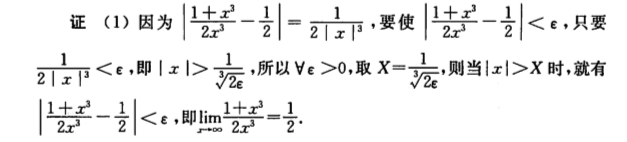 证 (1) 因为 $\left|\frac{1+x^3}{2x^3}-\frac{1}{2}\right|=\frac{1}{2|x|^3}$,要使 $\left|\frac{1+x^3}{2x^3}-\frac{1}{2}\right|<\varepsilon$,只要
$\frac{1}{2|x|^3}<\varepsilon$,即 $|x|>\frac{1}{\sqrt[3]{2\varepsilon}}$,所以 $\forall\varepsilon>0$,取 $X=\frac{1}{\sqrt[3]{2\varepsilon}}$,则当$|x|>X$ 时,就有
$\left|\frac{1+x^3}{2x^3}-\frac{1}{2}\right|<\varepsilon$,即$\lim_{x\to\infty}\frac{1+x^3}{2x^3}=\frac{1}{2}$.